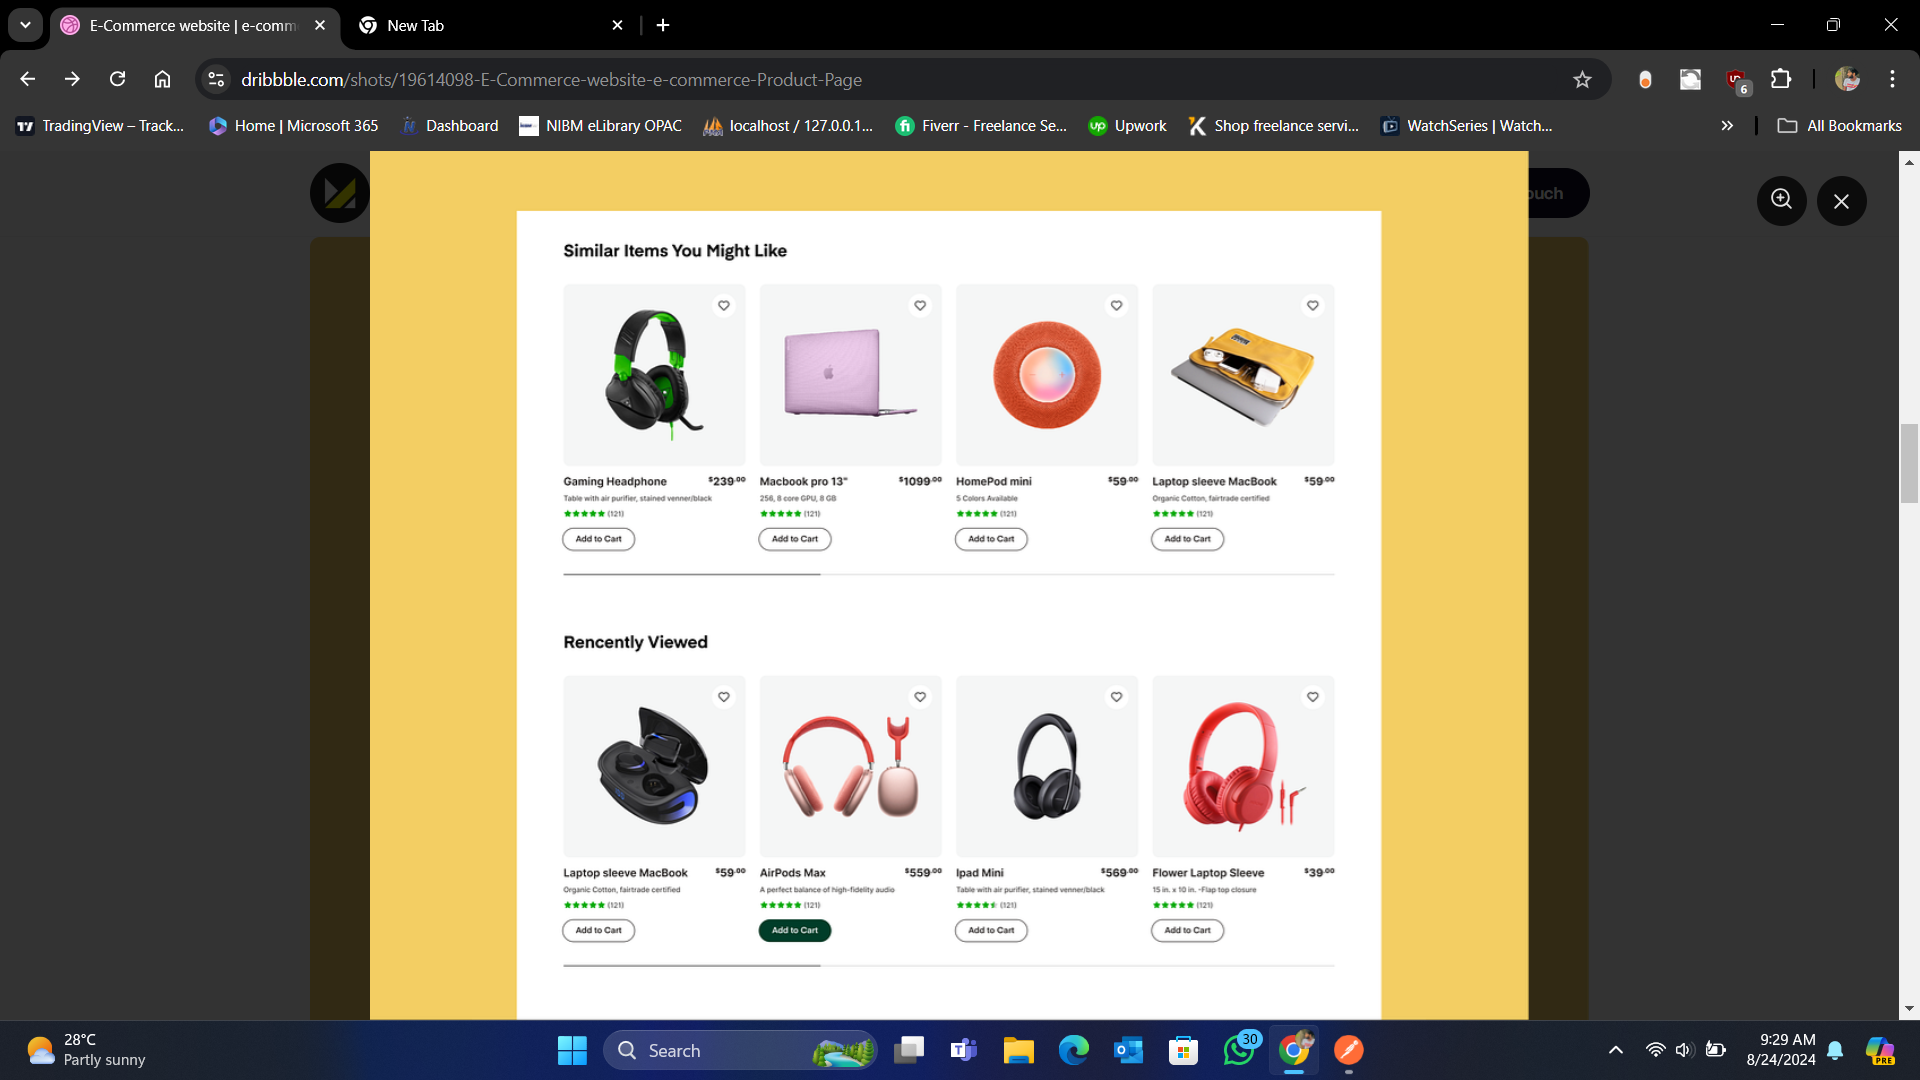 E-Commerce website | e-comm
New Tab
dribbble.com/shots/19614098-E-Commerce-website-e-commerce-Product-Page
6
TradingView – Track...
Home | Microsoft 365
Dashboard
NIBM eLibrary OPAC
localhost / 127.0.0.1...
Fiverr - Freelance Se...
Upwork
Shop freelance servi...
WatchSeries | Watch...
All Bookmarks
ouch
Similar Items You Might Like
Gaming Headphone $239.00
Table with air purifier, stained venner/black
(121)
Add to Cart
Macbook pro 13" $1099.00
256, 8 core GPU, 8 GB
(121)
Add to Cart
HomePod mini $59.00
5 Colors Available
(121)
Add to Cart
Laptop sleeve MacBook $59.00
Organic Cotton, fairtrade certified
(121)
Add to Cart
Rencently Viewed
Laptop sleeve MacBook $59.00
Organic Cotton, fairtrade certified
(121)
Add to Cart
AirPods Max $559.00
A perfect balance of high-fidelity audio
(121)
Add to Cart
Ipad Mini $569.00
Table with air purifier, stained venner/black
(121)
Add to Cart
Flower Laptop Sleeve $39.00
15 in. x 10 in. -Flap top closure
(121)
Add to Cart
28°C
Partly sunny
Search
30
9:29 AM
8/24/2024
PRE